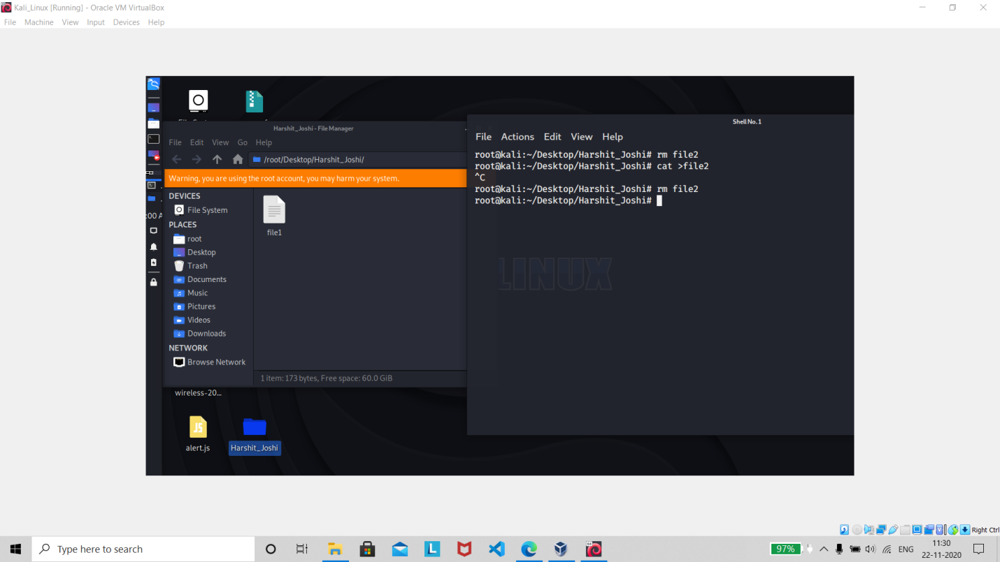 Kali_Linux [Running] - Oracle VM VirtualBox
File Machine View Input Devices Help
Harshit_Joshi - File Manager
File Edit View Go Help
/root/Desktop/Harshit_Joshi/
Warning, you are using the root account, you may harm your system.
DEVICES
File System
PLACES
root
Desktop
Trash
Documents
Music
Pictures
Videos
Downloads
NETWORK
Browse Network
file1
1 item: 173 bytes, Free space: 60.0 GiB
:00 A
wireless-20...
alert.js
Harshit_Joshi
Shell No. 1
File Actions Edit View Help
root@kali:~/Desktop/Harshit_Joshi# rm file2
root@kali:~/Desktop/Harshit_Joshi# cat >file2
^C
root@kali:~/Desktop/Harshit_Joshi# rm file2
root@kali:~/Desktop/Harshit_Joshi#
LINUX
Right Ctrl
Type here to search
L
97%
ENG
11:30
22-11-2020